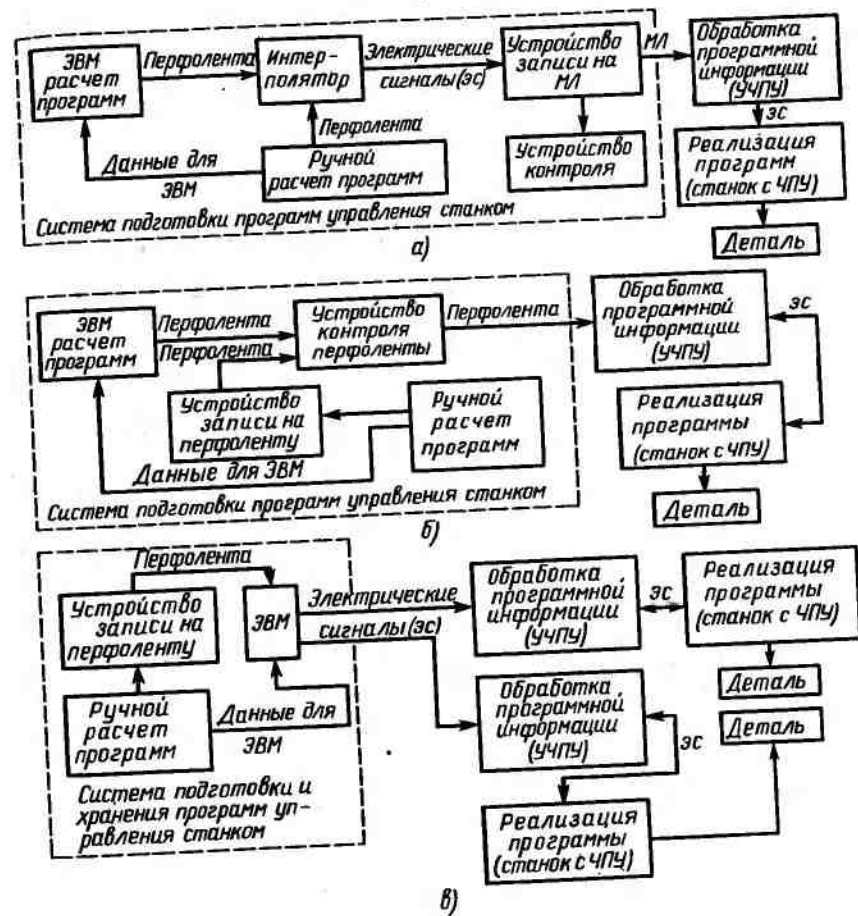 ЭВМ
расчет
программ
Перфолента
Интер-
полятор
Электрические
сигналы(эс)
Устройство
записи на
МЛ
МЛ
Обработка
программной
информации
(УЧПУ)
эс
Перфолента
Данные для
ЭВМ
Ручной
расчет программ
Устройство
контроля
Реализация
программ
(станок с ЧПУ)
Система подготовки программ управления станком
Деталь
а)
ЭВМ
расчет
программ
Перфолента
Перфолента
Устройство
контроля
перфоленты
Перфолента
Обработка
программной
информации
(УЧПУ)
эс
Устройство
записи на
перфоленту
Ручной
расчет
программ
Реализация
программы
(станок с ЧПУ)
Данные для ЭВМ
Система подготовки программ управления станком
Деталь
б)
Перфолента
Устройство
записи на
перфоленту
ЭВМ
Электрические
сигналы(эс)
Обработка
программной
информации
(УЧПУ)
эс
Реализация
программы
(станок с ЧПУ)
Ручной
расчет
программ
Данные для
ЭВМ
Обработка
программной
информации
(УЧПУ)
эс
Деталь
Деталь
Система подготовки и
хранения программ уп-
равления станком
Реализация
программы
(станок с ЧПУ)
в)